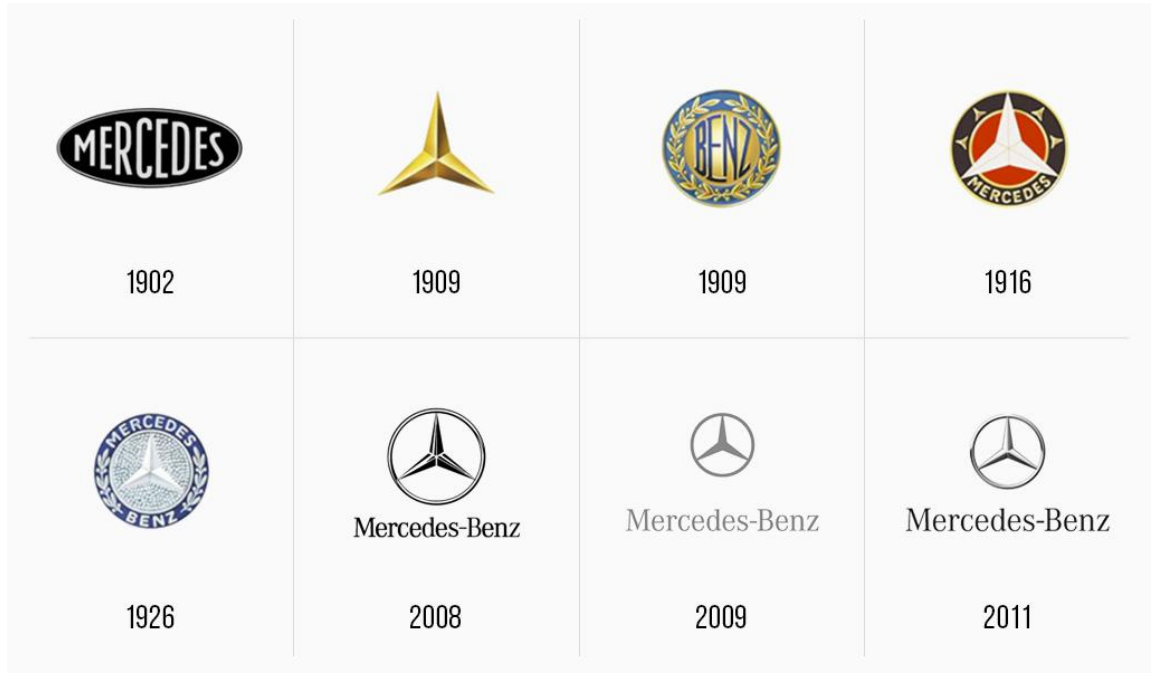 MERCEDES
1902
1909
BENZ
1909
MERCEDES
1916
MERCEDES
BENZ
1926
Mercedes-Benz
2008
Mercedes-Benz
2009
Mercedes-Benz
2011